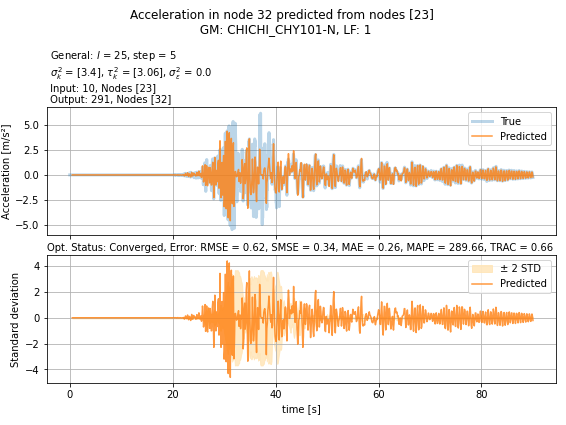 Acceleration in node 32 predicted from nodes [23]
GM: CHICHI_CHY101-N, LF: 1
General: l = 25, step = 5
σ²ₖ = [3.4], τ²ₖ = [3.06], σ²ₜ = 0.0
Input: 10, Nodes [23]
Output: 291, Nodes [32]
Acceleration [m/s²]
5.0
2.5
0.0
−2.5
−5.0
True
Predicted
Opt. Status: Converged, Error: RMSE = 0.62, SMSE = 0.34, MAE = 0.26, MAPE = 289.66, TRAC = 0.66
Standard deviation
4
2
0
−2
−4
± 2 STD
Predicted
0 20 40 60 80
time [s]